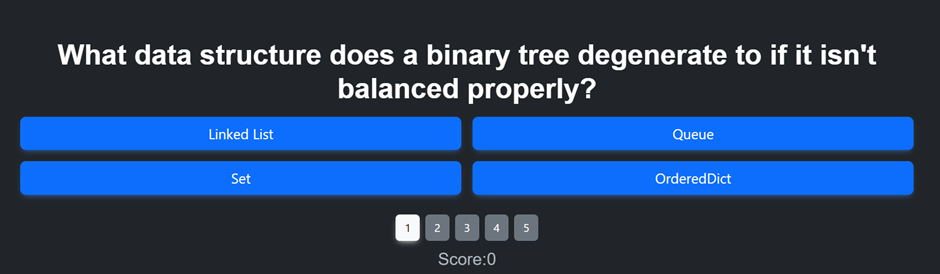 What data structure does a binary tree degenerate to if it isn't
balanced properly?
Linked List
Queue
Set
OrderedDict
1 2 3 4 5
Score:0